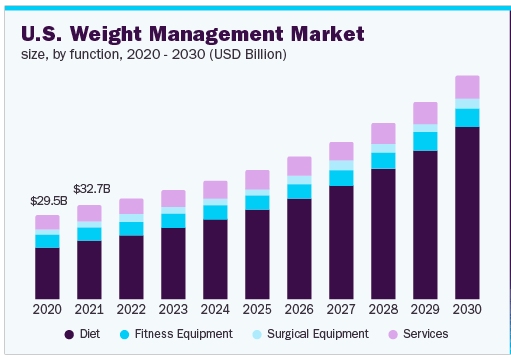 U.S. Weight Management Market
size, by function, 2020 - 2030 (USD Billion)
$29.5B
$32.7B
2020 2021 2022 2023 2024 2025 2026 2027 2028 2029 2030
Diet Fitness Equipment Surgical Equipment Services